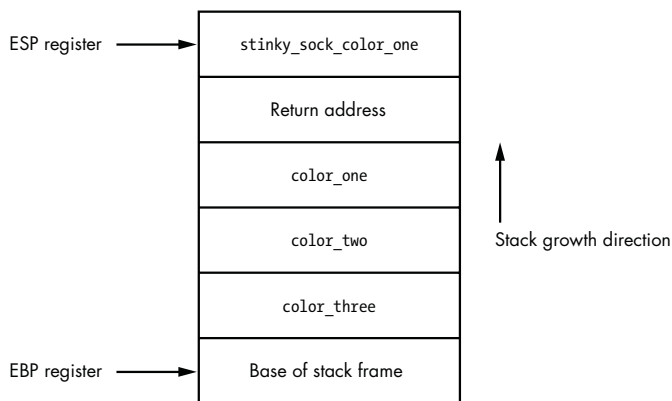 ESP register
stinky_sock_color_one
Return address
color_one
color_two
Stack growth direction
color_three
EBP register
Base of stack frame